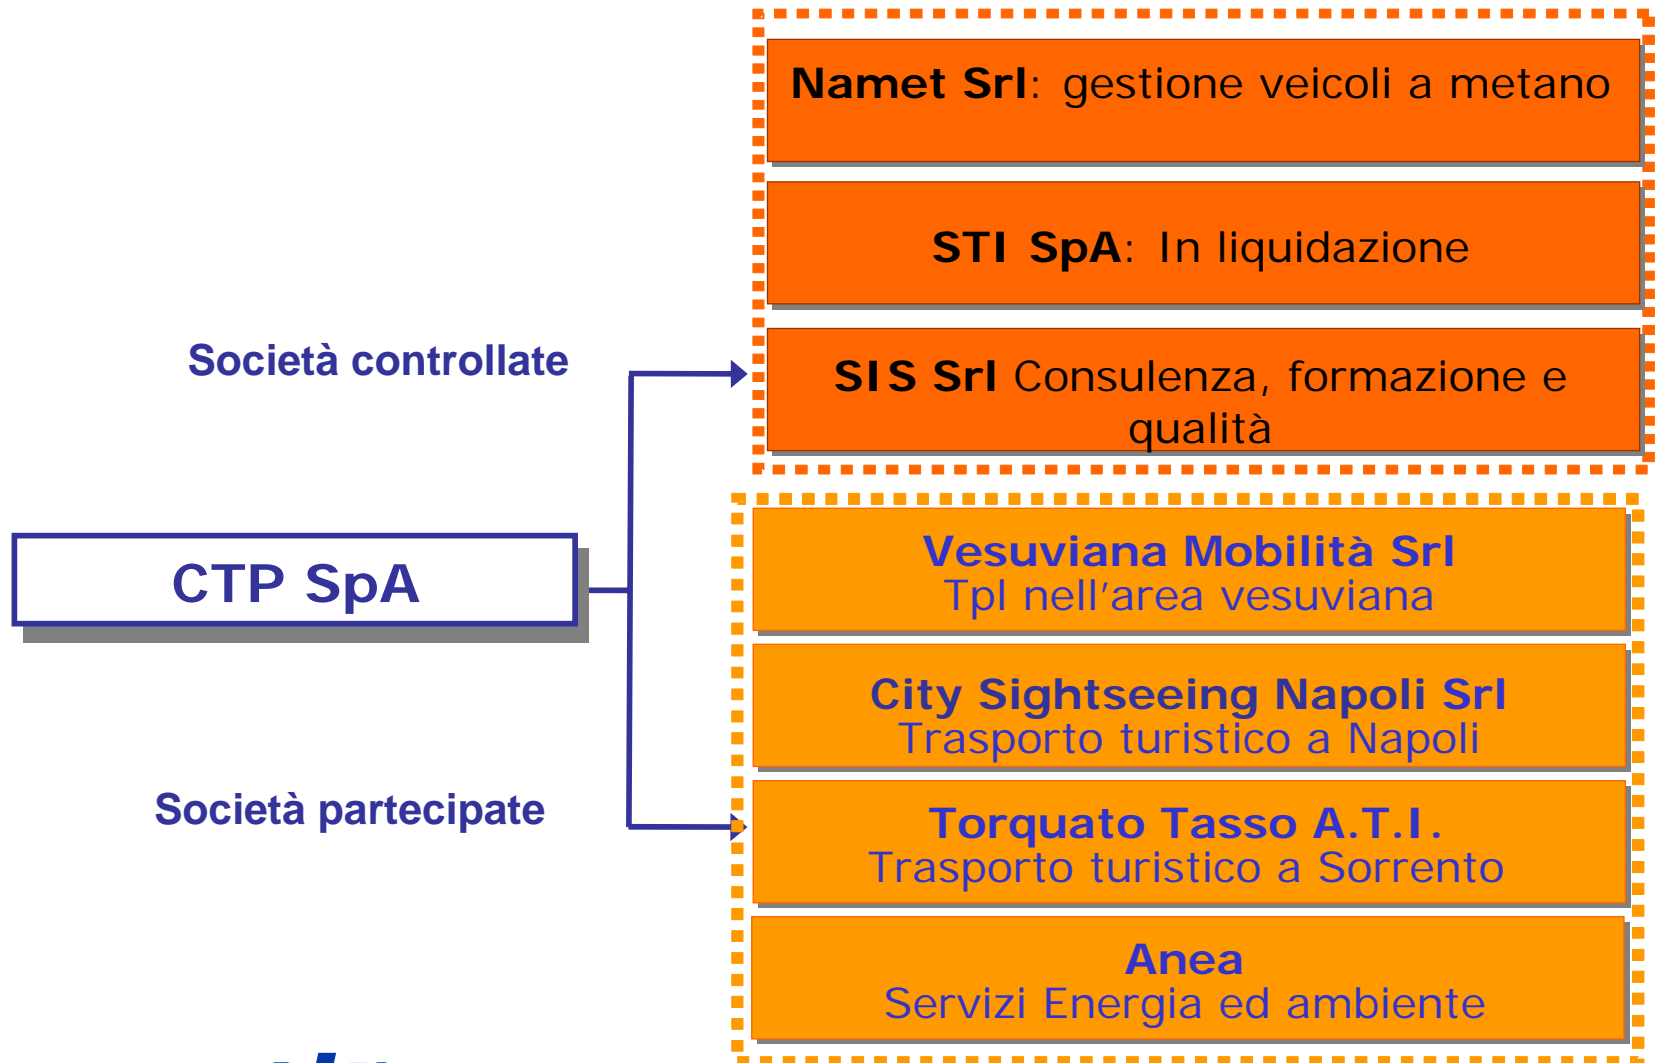 Namet Srl: gestione veicoli a metano
STI SpA: In liquidazione
Società controllate
SIS Srl Consulenza, formazione e
qualità
CTP SpA
Vesuviana Mobilità Srl
Tpl nell'area vesuviana
City Sightseeing Napoli Srl
Trasporto turistico a Napoli
Società partecipate
Torquato Tasso A.T.I.
Trasporto turistico a Sorrento
Anea
Servizi Energia ed ambiente